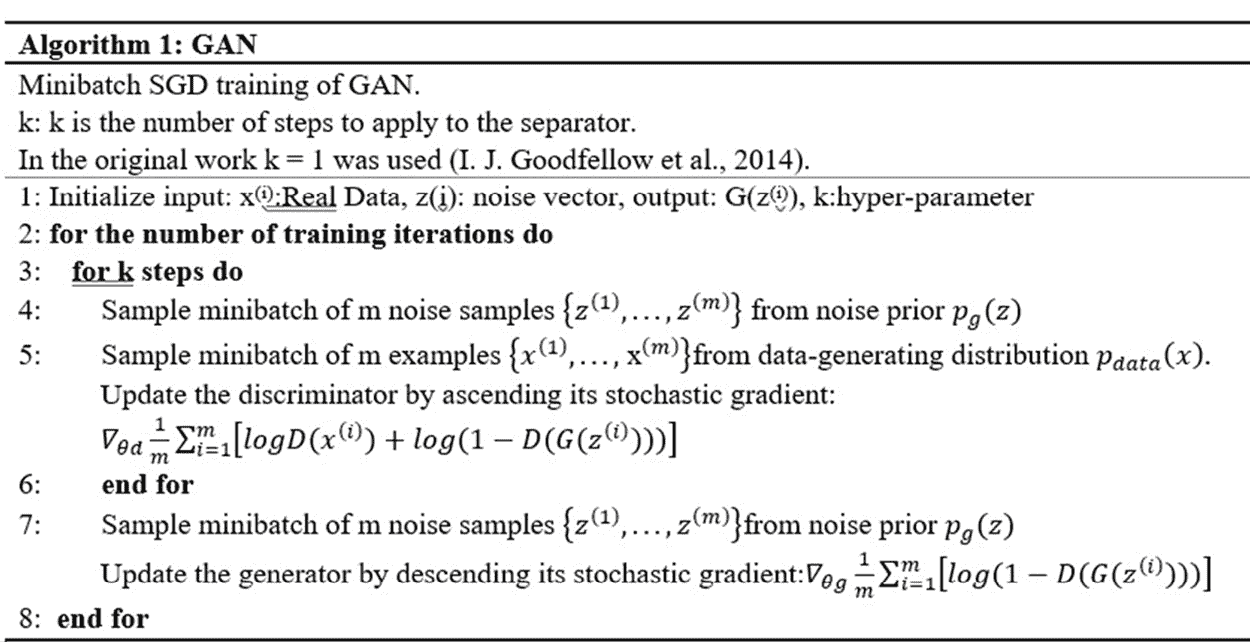 Algorithm 1: GAN
Minibatch SGD training of GAN.
k: k is the number of steps to apply to the separator.
In the original work k = 1 was used (I. J. Goodfellow et al., 2014).
1: Initialize input: x⁽ⁱ⁾:Real Data, z(i): noise vector, output: G(z⁽ⁱ⁾), k:hyper-parameter
2: for the number of training iterations do
3: for k steps do
4: Sample minibatch of m noise samples {z⁽¹⁾,…,z⁽ᵐ⁾} from noise prior p_g(z)
5: Sample minibatch of m examples {x⁽¹⁾,…, x⁽ᵐ⁾}from data-generating distribution p_data(x).
Update the discriminator by ascending its stochastic gradient:
∇_θd 1/m ∑ᵢ₌₁ᵐ[logD(x⁽ⁱ⁾) + log(1 − D(G(z⁽ⁱ⁾)))]
6: end for
7: Sample minibatch of m noise samples {z⁽¹⁾,…,z⁽ᵐ⁾}from noise prior p_g(z)
Update the generator by descending its stochastic gradient:∇_θg 1/m ∑ᵢ₌₁ᵐ[log(1 − D(G(z⁽ⁱ⁾)))]
8: end for